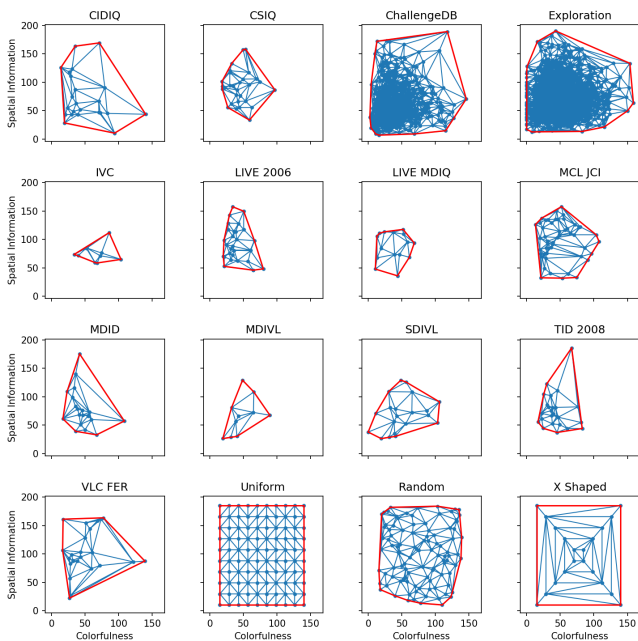 CIDIQ CSIQ ChallengeDB Exploration
200
150
100
50
0
Spatial Information
IVC LIVE 2006 LIVE MDIQ MCL JCI
200
150
100
50
0
Spatial Information
MDID MDIVL SDIVL TID 2008
200
150
100
50
0
Spatial Information
VLC FER Uniform Random X Shaped
200
150
100
50
0
Spatial Information
0 50 100 150 0 50 100 150 0 50 100 150 0 50 100 150
Colorfulness Colorfulness Colorfulness Colorfulness